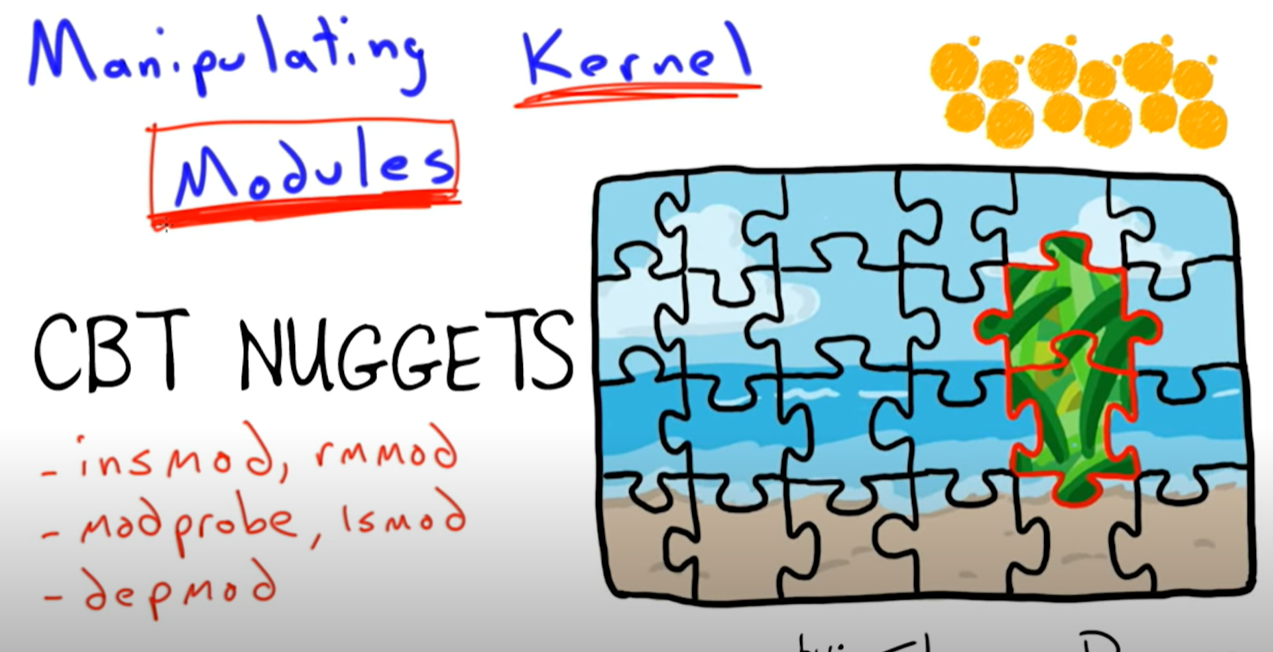 Manipulating Kernel
Modules
CBT NUGGETS
- insmod, rmmod
- modprobe, lsmod
- depmod